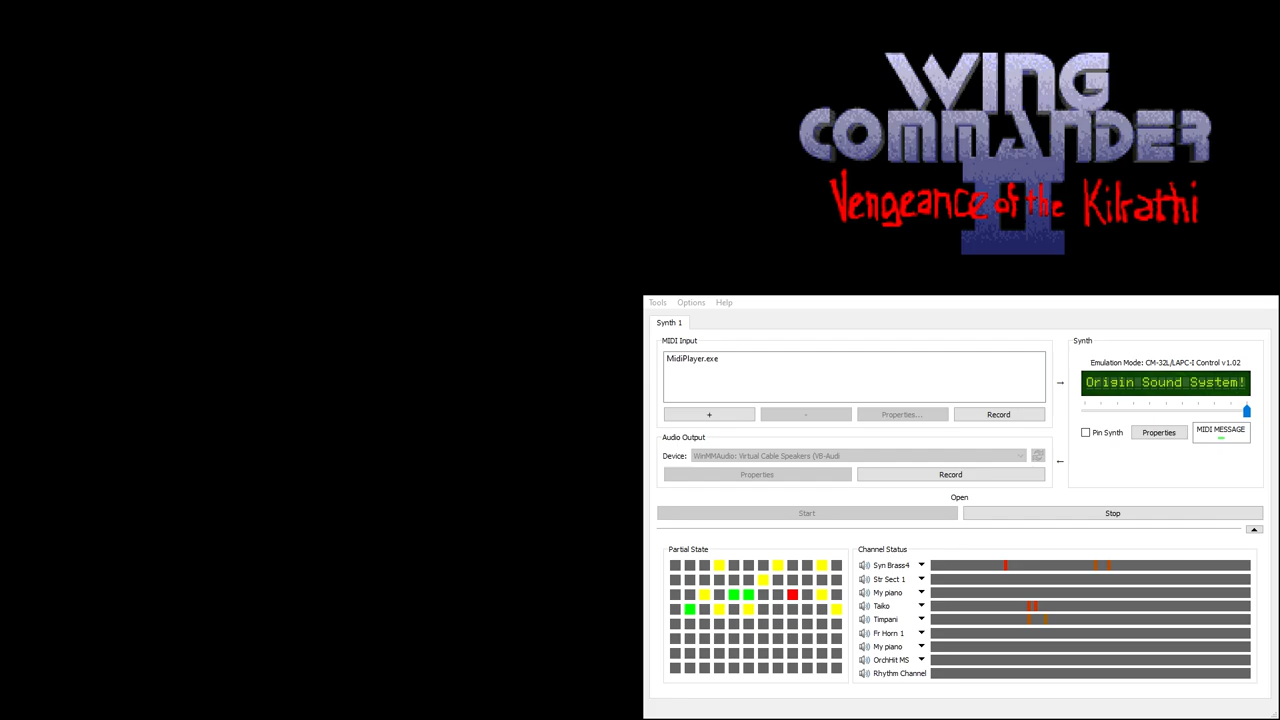 WING
COMMANDER
II
Vengeance of the Kilrathi
Tools Options Help
Synth 1
MIDI Input
MidiPlayer.exe
+ - Properties... Record
Synth
Emulation Mode: CM-32L/LAPC-I Control v1.02
Origin Sound System!
Pin Synth Properties MIDI MESSAGE
Audio Output
Device: WinMMAudio: Virtual Cable Speakers (VB-Audi
Properties Record
Open
Start Stop
Partial State
Channel Status
Syn Brass4
Str Sect 1
My piano
Taiko
Timpani
Fr Horn 1
My piano
OrchHit MS
Rhythm Channel